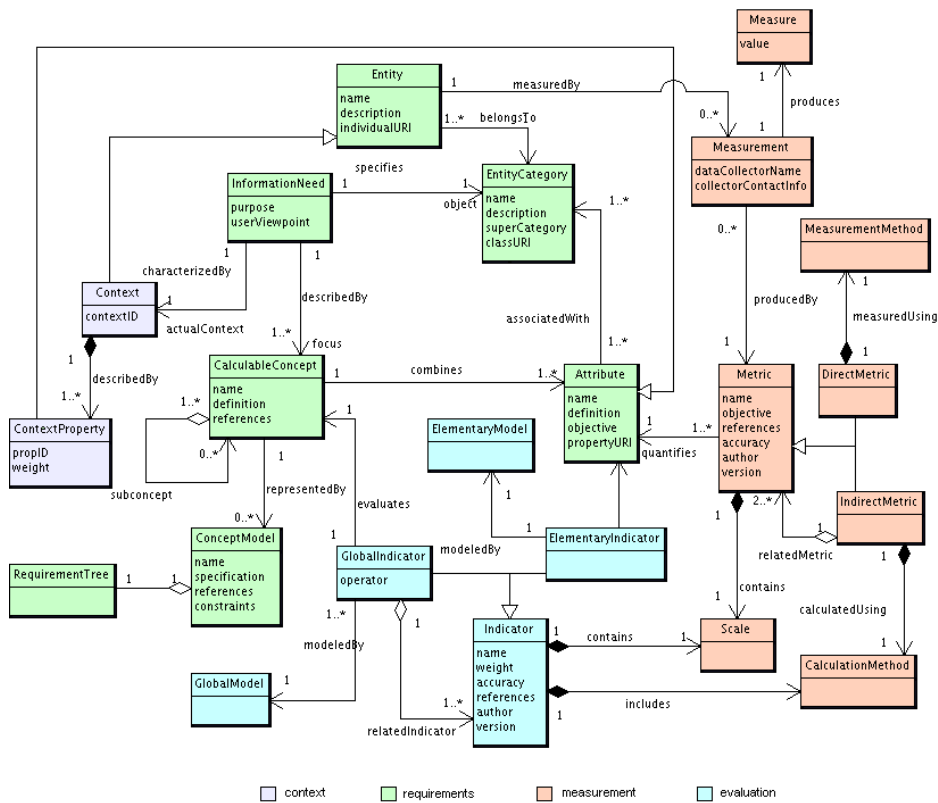 Measure
value
1
produces
1
Entity
name
description
individualURI
1
measuredBy
0..*
1..*
belongsTo
Measurement
dataCollectorName
collectorContactInfo
specifies
InformationNeed
purpose
userViewpoint
1
1
object
EntityCategory
name
description
superCategory
classURI
1..*
0..*
MeasurementMethod
1
1
1
characterizedBy
Context
contextID
1
actualContext
describedBy
producedBy
measuredUsing
associatedWith
1
describedBy
1..*
1..*
focus
1..*
1
1
CalculableConcept
name
definition
references
1
combines
1..*
Attribute
name
definition
objective
propertyURI
Metric
name
objective
references
accuracy
author
version
DirectMetric
1..*
0..*
subconcept
ContextProperty
propID
weight
ElementaryModel
1
1..*
quantifies
1
representedBy
0..*
evaluates
1
2..*
1
IndirectMetric
1
relatedMetric
1
ConceptModel
name
specification
references
constraints
RequirementTree
1
1
1
GlobalIndicator
operator
modeledBy
1
ElementaryIndicator
contains
1
calculatedUsing
1
1..*
modeledBy
1
GlobalModel
1
1..*
relatedIndicator
Indicator
name
weight
accuracy
references
author
version
1
contains
1
Scale
1
includes
CalculationMethod
context
requirements
measurement
evaluation